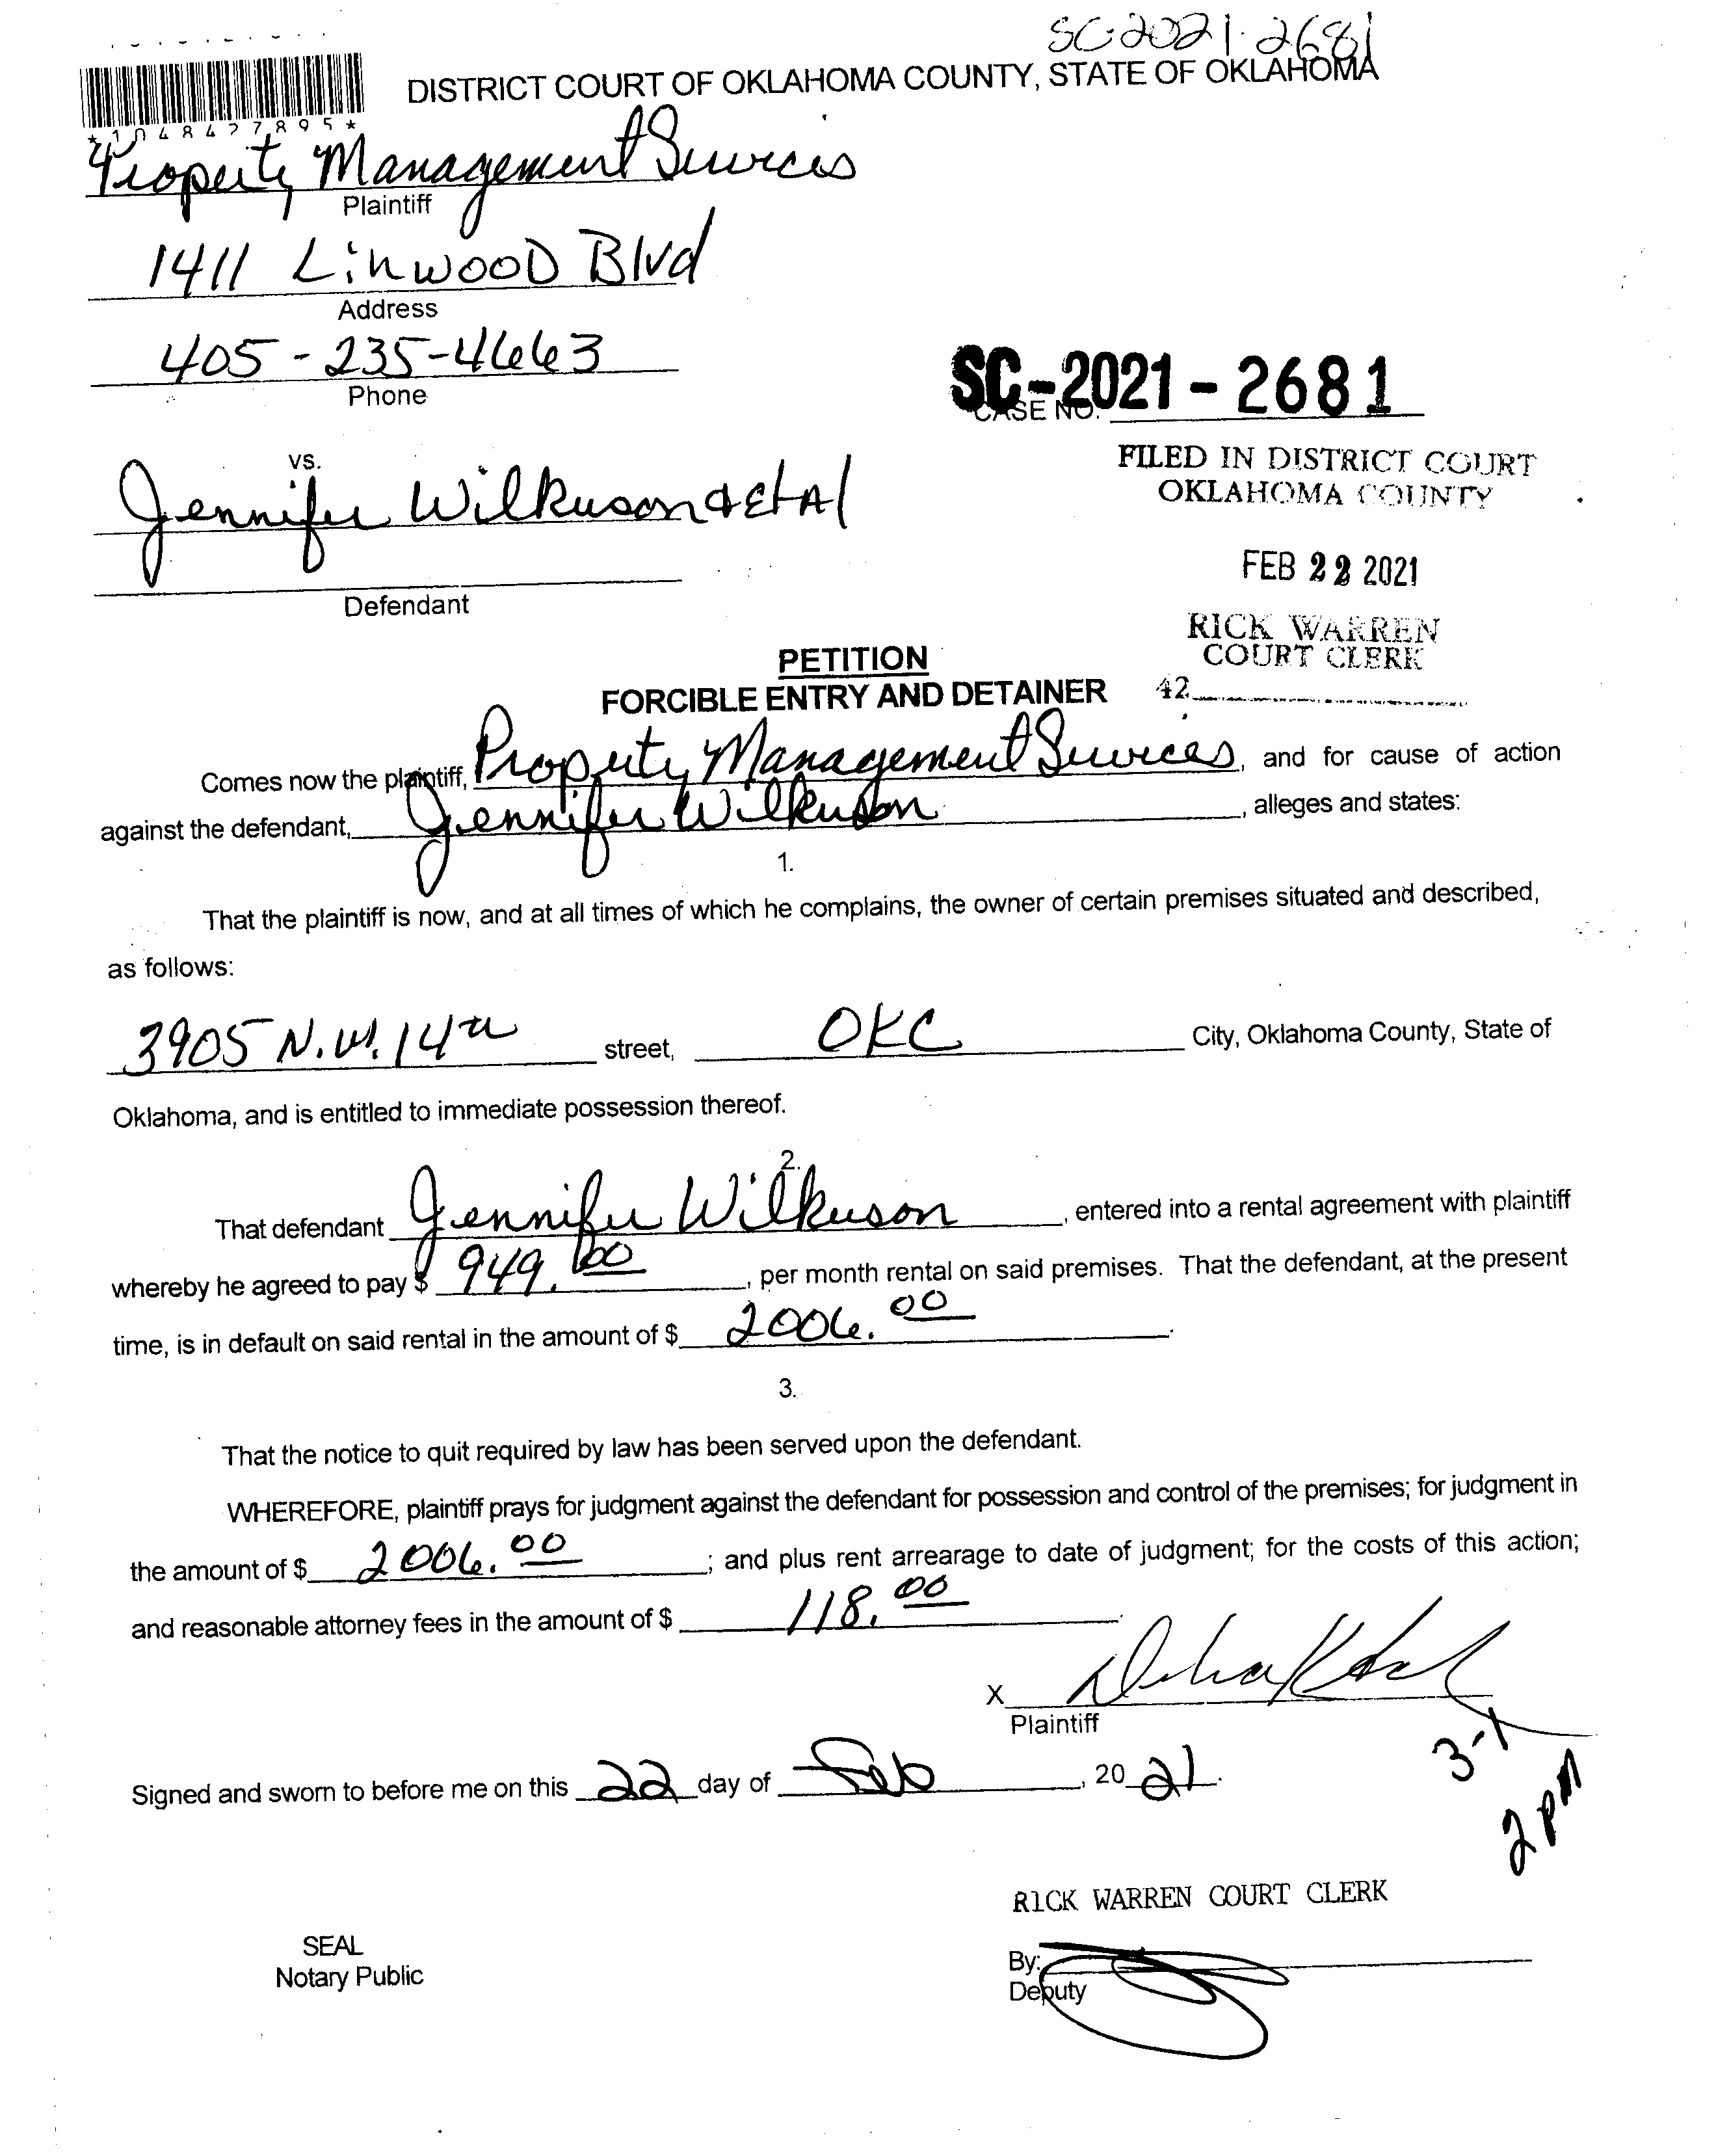 SC-2021-2681
DISTRICT COURT OF OKLAHOMA COUNTY, STATE OF OKLAHOMA
*1048427895*
Property Management Services
Plaintiff
1411 Linwood Blvd
Address
405-235-4663
Phone
SC-2021-2681
CASE NO.
vs.
FILED IN DISTRICT COURT
OKLAHOMA COUNTY
Jennifer Wilkerson & et Al
FEB 22 2021
Defendant
RICK WARREN
COURT CLERK
PETITION
FORCIBLE ENTRY AND DETAINER
42
Comes now the plaintiff, Property Management Services, and for cause of action
against the defendant, Jennifer Wilkerson, alleges and states:
1.
That the plaintiff is now, and at all times of which he complains, the owner of certain premises situated and described,
as follows:
3905 N.W. 14th street, OKC City, Oklahoma County, State of
Oklahoma, and is entitled to immediate possession thereof.
2.
That defendant Jennifer Wilkerson, entered into a rental agreement with plaintiff
whereby he agreed to pay $ 949.00, per month rental on said premises. That the defendant, at the present
time, is in default on said rental in the amount of $ 2006.00.
3.
That the notice to quit required by law has been served upon the defendant.
WHEREFORE, plaintiff prays for judgment against the defendant for possession and control of the premises; for judgment in
the amount of $ 2006.00; and plus rent arrearage to date of judgment; for the costs of this action;
and reasonable attorney fees in the amount of $ 118.00.
X
Plaintiff
3-1
2 pm
Signed and sworn to before me on this 22 day of Feb, 2021.
RICK WARREN COURT CLERK
SEAL
Notary Public
By:
Deputy